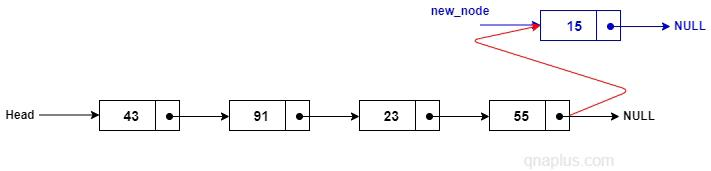 new_node
15
NULL
Head
43
91
23
55
NULL
qnaplus.com